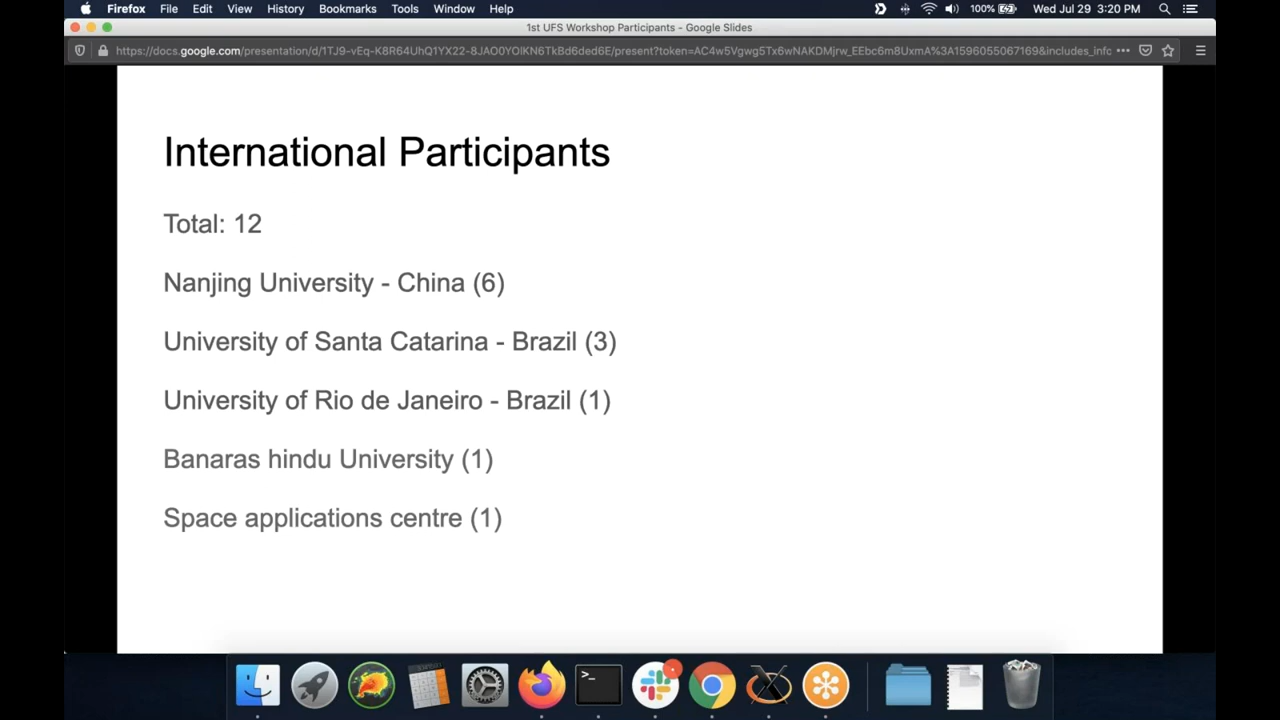 Firefox File Edit View History Bookmarks Tools Window Help 100% Wed Jul 29 3:20 PM
1st UFS Workshop Participants - Google Slides
International Participants
Total: 12
Nanjing University - China (6)
University of Santa Catarina - Brazil (3)
University of Rio de Janeiro - Brazil (1)
Banaras hindu University (1)
Space applications centre (1)